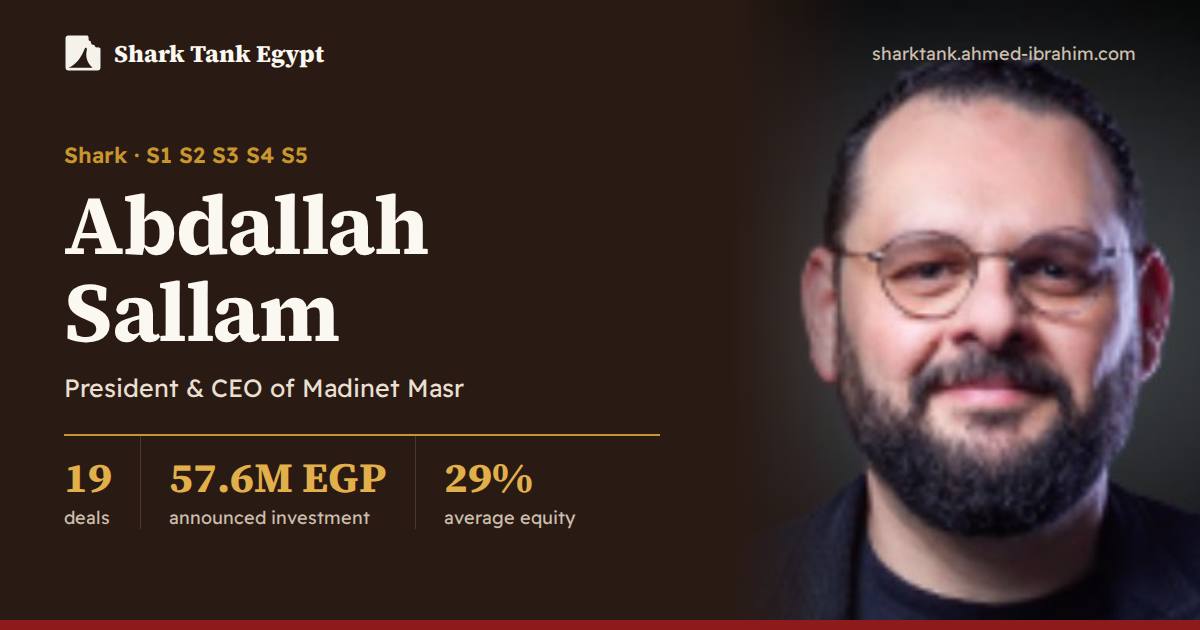 Shark Tank Egypt
sharktank.ahmed-ibrahim.com
Shark · S1 S2 S3 S4 S5
Abdallah
Sallam
President & CEO of Madinet Masr
19
deals
57.6M EGP
announced investment
29%
average equity